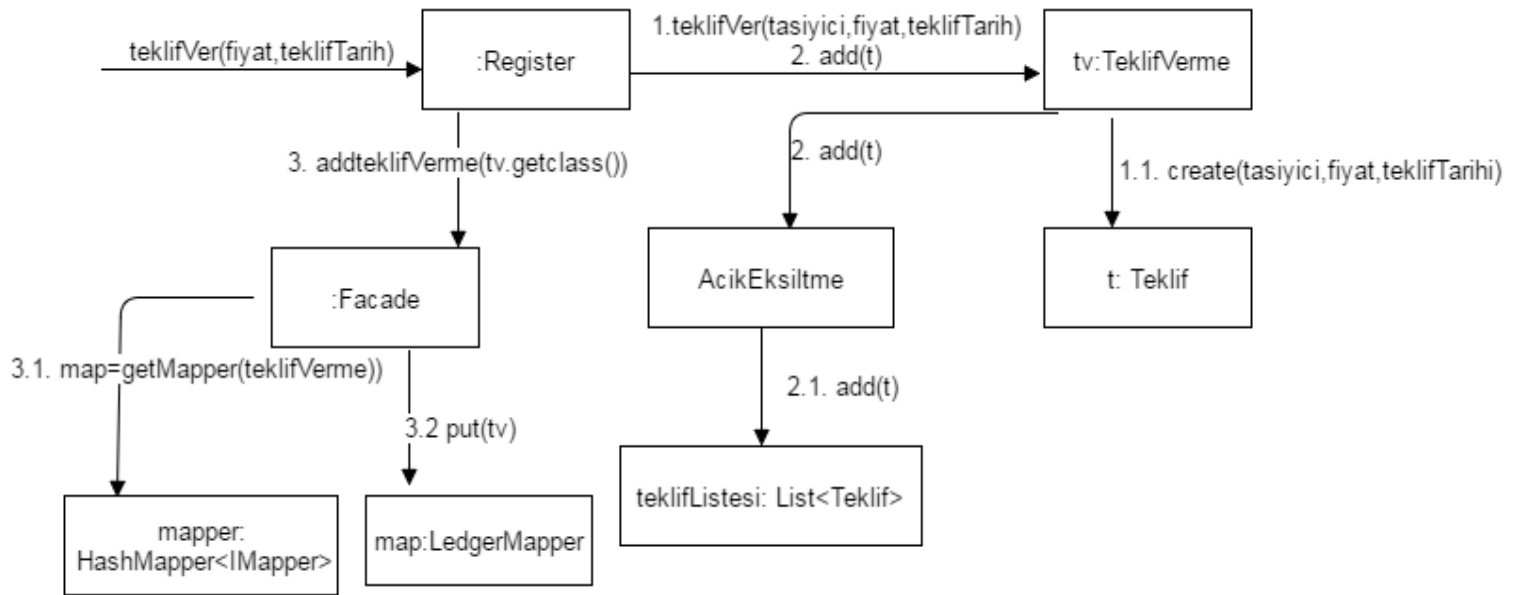 1.teklifVer(tasiyici,fiyat,teklifTarih)
teklifVer(fiyat,teklifTarih)
:Register
2. add(t)
tv:TeklifVerme
3. addteklifVerme(tv.getclass())
2. add(t)
1.1. create(tasiyici,fiyat,teklifTarihi)
:Facade
AcikEksiltme
t: Teklif
3.1. map=getMapper(teklifVerme))
2.1. add(t)
3.2 put(tv)
teklifListesi: List<Teklif>
mapper:
HashMapper<IMapper>
map:LedgerMapper